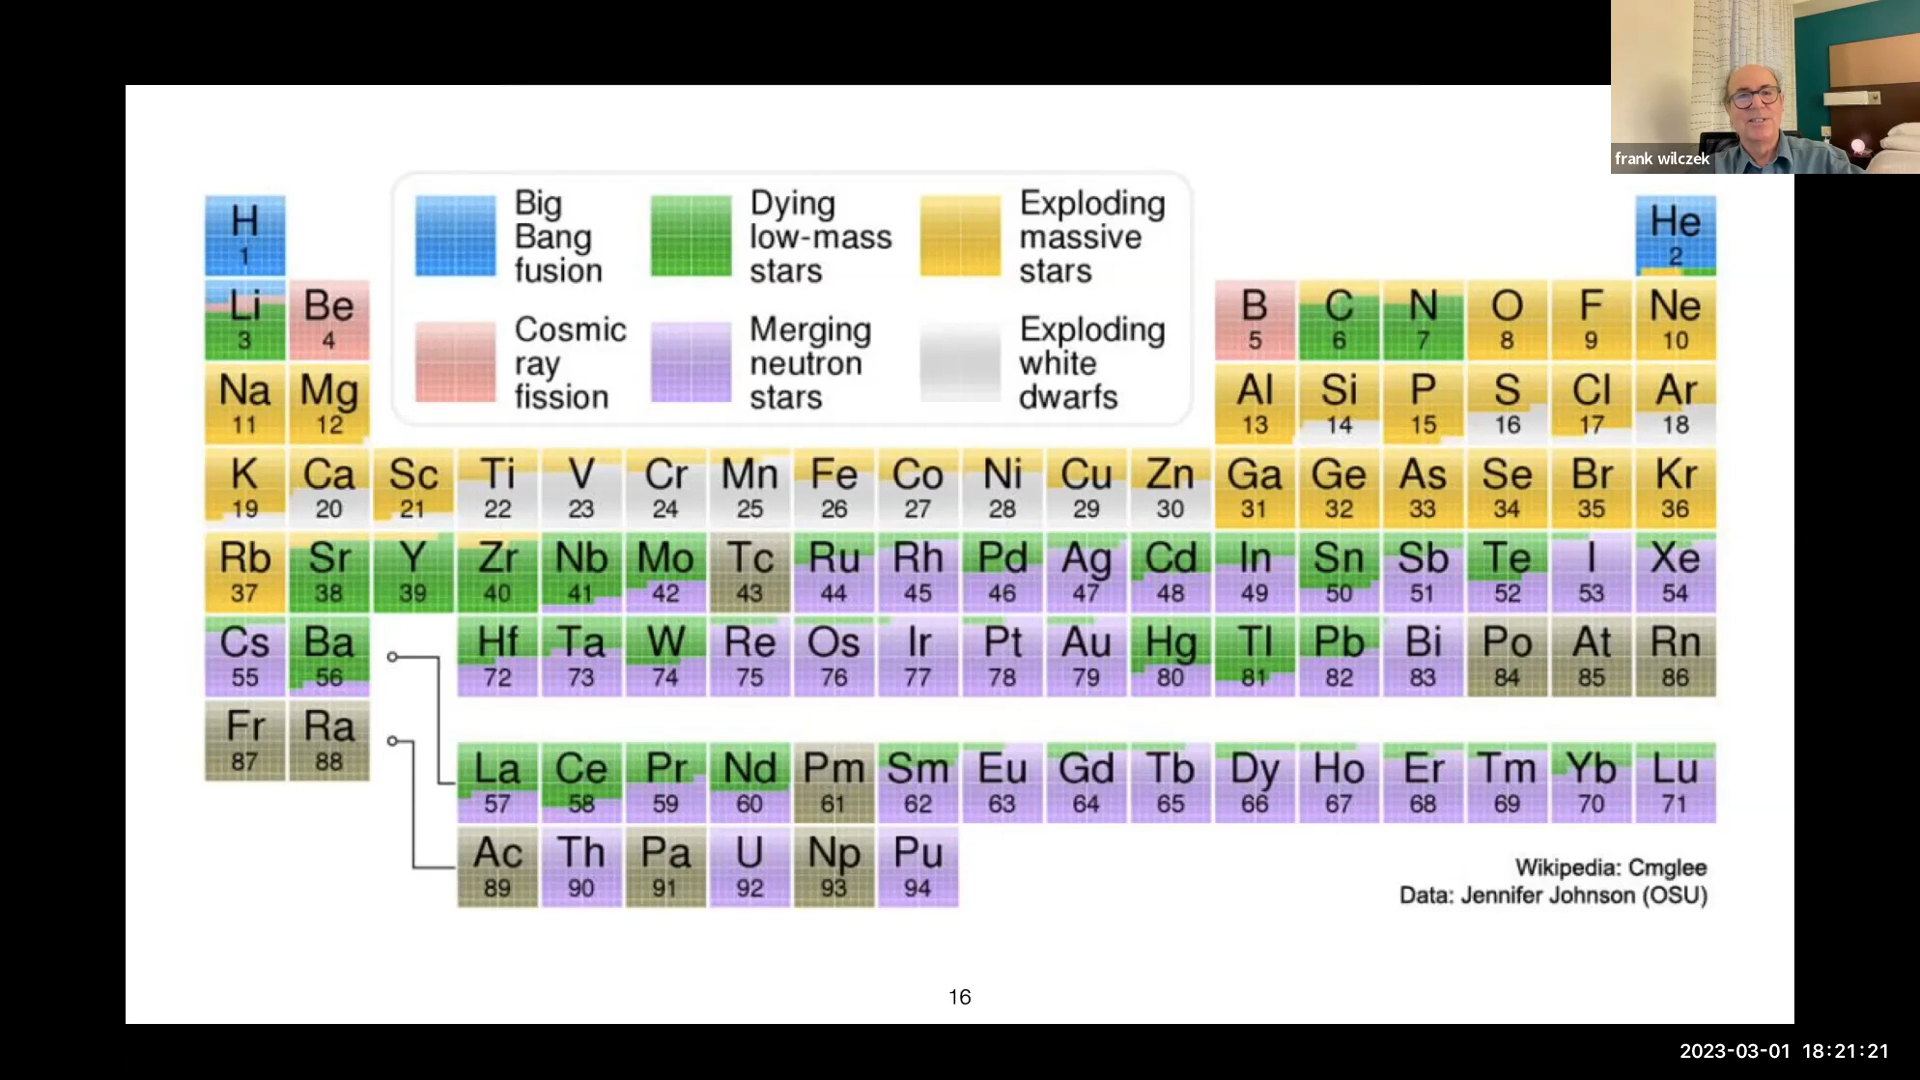 frank wilczek
Big
Bang
fusion
Dying
low-mass
stars
Exploding
massive
stars
Cosmic
ray
fission
Merging
neutron
stars
Exploding
white
dwarfs
H He
1 2
Li Be B C N O F Ne
3 4 5 6 7 8 9 10
Na Mg Al Si P S Cl Ar
11 12 13 14 15 16 17 18
K Ca Sc Ti V Cr Mn Fe Co Ni Cu Zn Ga Ge As Se Br Kr
19 20 21 22 23 24 25 26 27 28 29 30 31 32 33 34 35 36
Rb Sr Y Zr Nb Mo Tc Ru Rh Pd Ag Cd In Sn Sb Te I Xe
37 38 39 40 41 42 43 44 45 46 47 48 49 50 51 52 53 54
Cs Ba Hf Ta W Re Os Ir Pt Au Hg Tl Pb Bi Po At Rn
55 56 72 73 74 75 76 77 78 79 80 81 82 83 84 85 86
Fr Ra
87 88
La Ce Pr Nd Pm Sm Eu Gd Tb Dy Ho Er Tm Yb Lu
57 58 59 60 61 62 63 64 65 66 67 68 69 70 71
Ac Th Pa U Np Pu
89 90 91 92 93 94
Wikipedia: Cmglee
Data: Jennifer Johnson (OSU)
16
2023-03-01 18:21:21